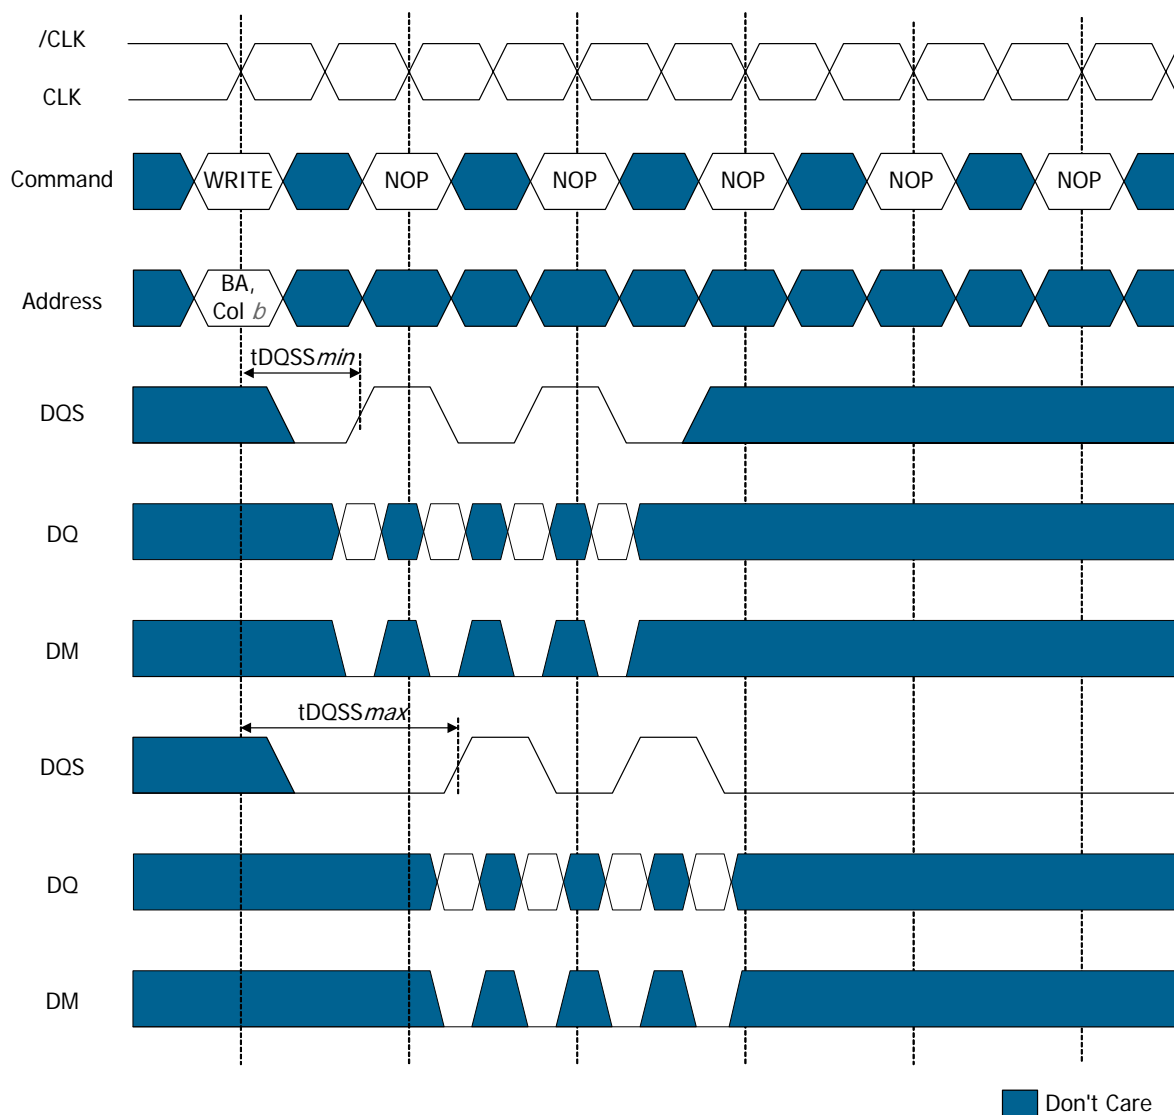 /CLK
CLK
Command
WRITE
NOP
NOP
NOP
NOP
NOP
Address
BA,
Col b
tDQSSmin
DQS
DQ
DM
tDQSSmax
DQS
DQ
DM
Don't Care